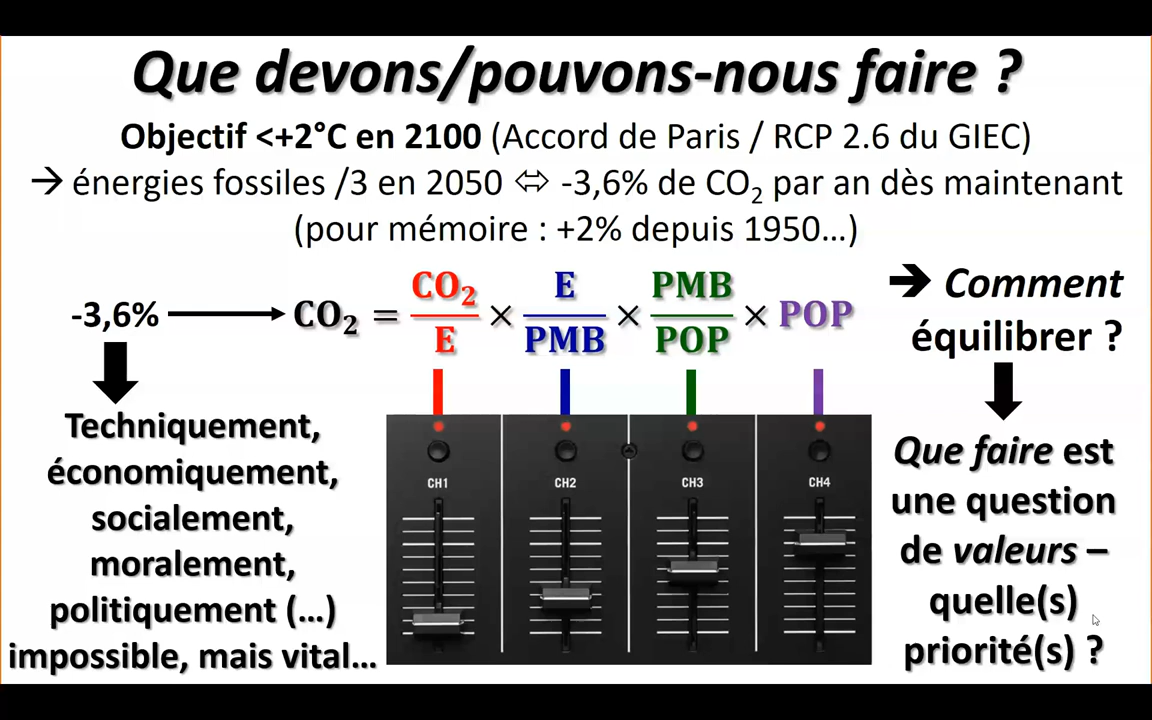 Que devons/pouvons-nous faire ?
Objectif <+2°C en 2100 (Accord de Paris / RCP 2.6 du GIEC)
→ énergies fossiles /3 en 2050 ⇔ -3,6% de CO₂ par an dès maintenant
(pour mémoire : +2% depuis 1950…)
-3,6% → CO₂ = CO₂/E × E/PMB × PMB/POP × POP
➔ Comment
équilibrer ?
Techniquement,
économiquement,
socialement,
moralement,
politiquement (…)
impossible, mais vital…
CH1 CH2 CH3 CH4
Que faire est
une question
de valeurs –
quelle(s)
priorité(s) ?